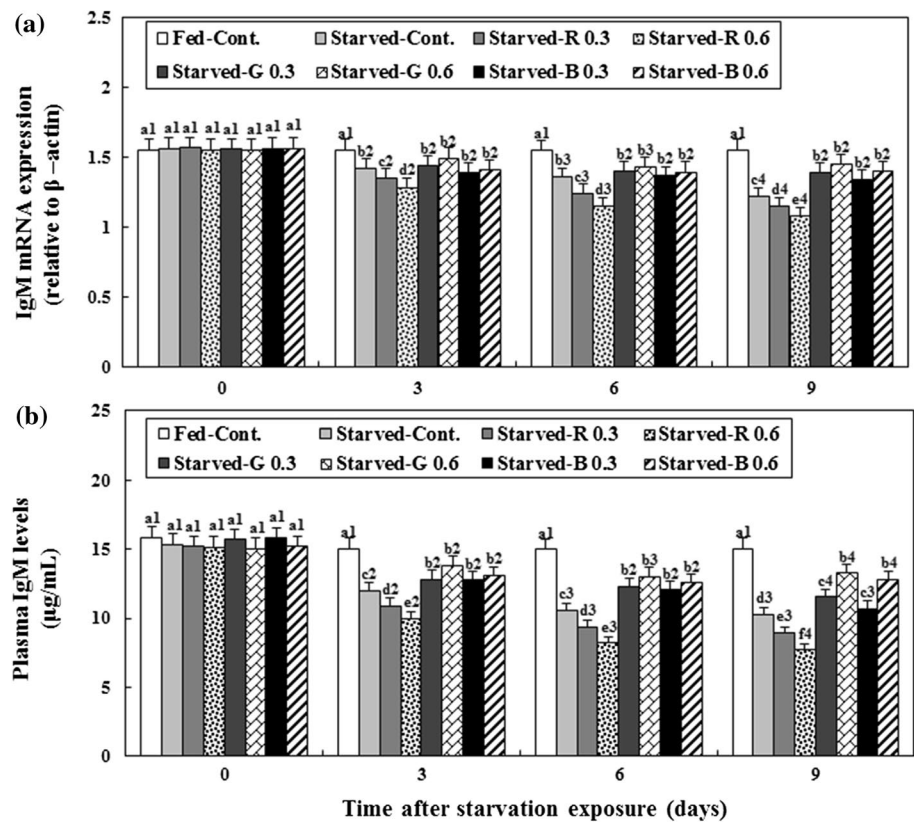 (a)
2.5
2
1.5
1
0.5
0
IgM mRNA expression
(relative to β –actin)
Fed-Cont. Starved-Cont. Starved-R 0.3 Starved-R 0.6
Starved-G 0.3 Starved-G 0.6 Starved-B 0.3 Starved-B 0.6
a1 a1 a1 a1 a1 a1 a1 a1
a1 b2 c2 d2 b2 b2 b2 b2
a1 b3 c3 d3 b2 b3 b2 b2
a1 c4 d4 e4 b2 b2 b2 b2
0 3 6 9
(b)
25
20
15
10
5
0
Plasma IgM levels
(μg/mL)
Fed-Cont. Starved-Cont. Starved-R 0.3 Starved-R 0.6
Starved-G 0.3 Starved-G 0.6 Starved-B 0.3 Starved-B 0.6
a1 a1 a1 a1 a1 a1 a1 a1
a1 c2 d2 e2 b2 b2 b2 b2
a1 c3 d3 e3 b2 b3 b2 b2
a1 d3 e3 f4 c4 b4 c3 b4
0 3 6 9
Time after starvation exposure (days)